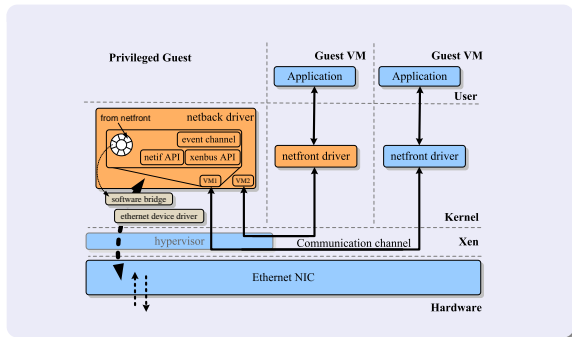 Privileged Guest
Guest VM
Guest VM
Application
Application
User
from netfront
netback driver
event channel
netif API
xenbus API
VM1
VM2
netfront driver
netfront driver
software bridge
ethernet device driver
Kernel
hypervisor
Communication channel
Xen
Ethernet NIC
Hardware